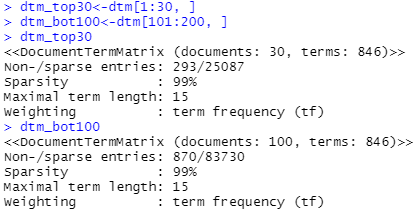 > dtm_top30<-dtm[1:30, ]
> dtm_bot100<-dtm[101:200, ]
> dtm_top30
<<DocumentTermMatrix (documents: 30, terms: 846)>>
Non-/sparse entries: 293/25087
Sparsity           : 99%
Maximal term length: 15
Weighting          : term frequency (tf)
> dtm_bot100
<<DocumentTermMatrix (documents: 100, terms: 846)>>
Non-/sparse entries: 870/83730
Sparsity           : 99%
Maximal term length: 15
Weighting          : term frequency (tf)